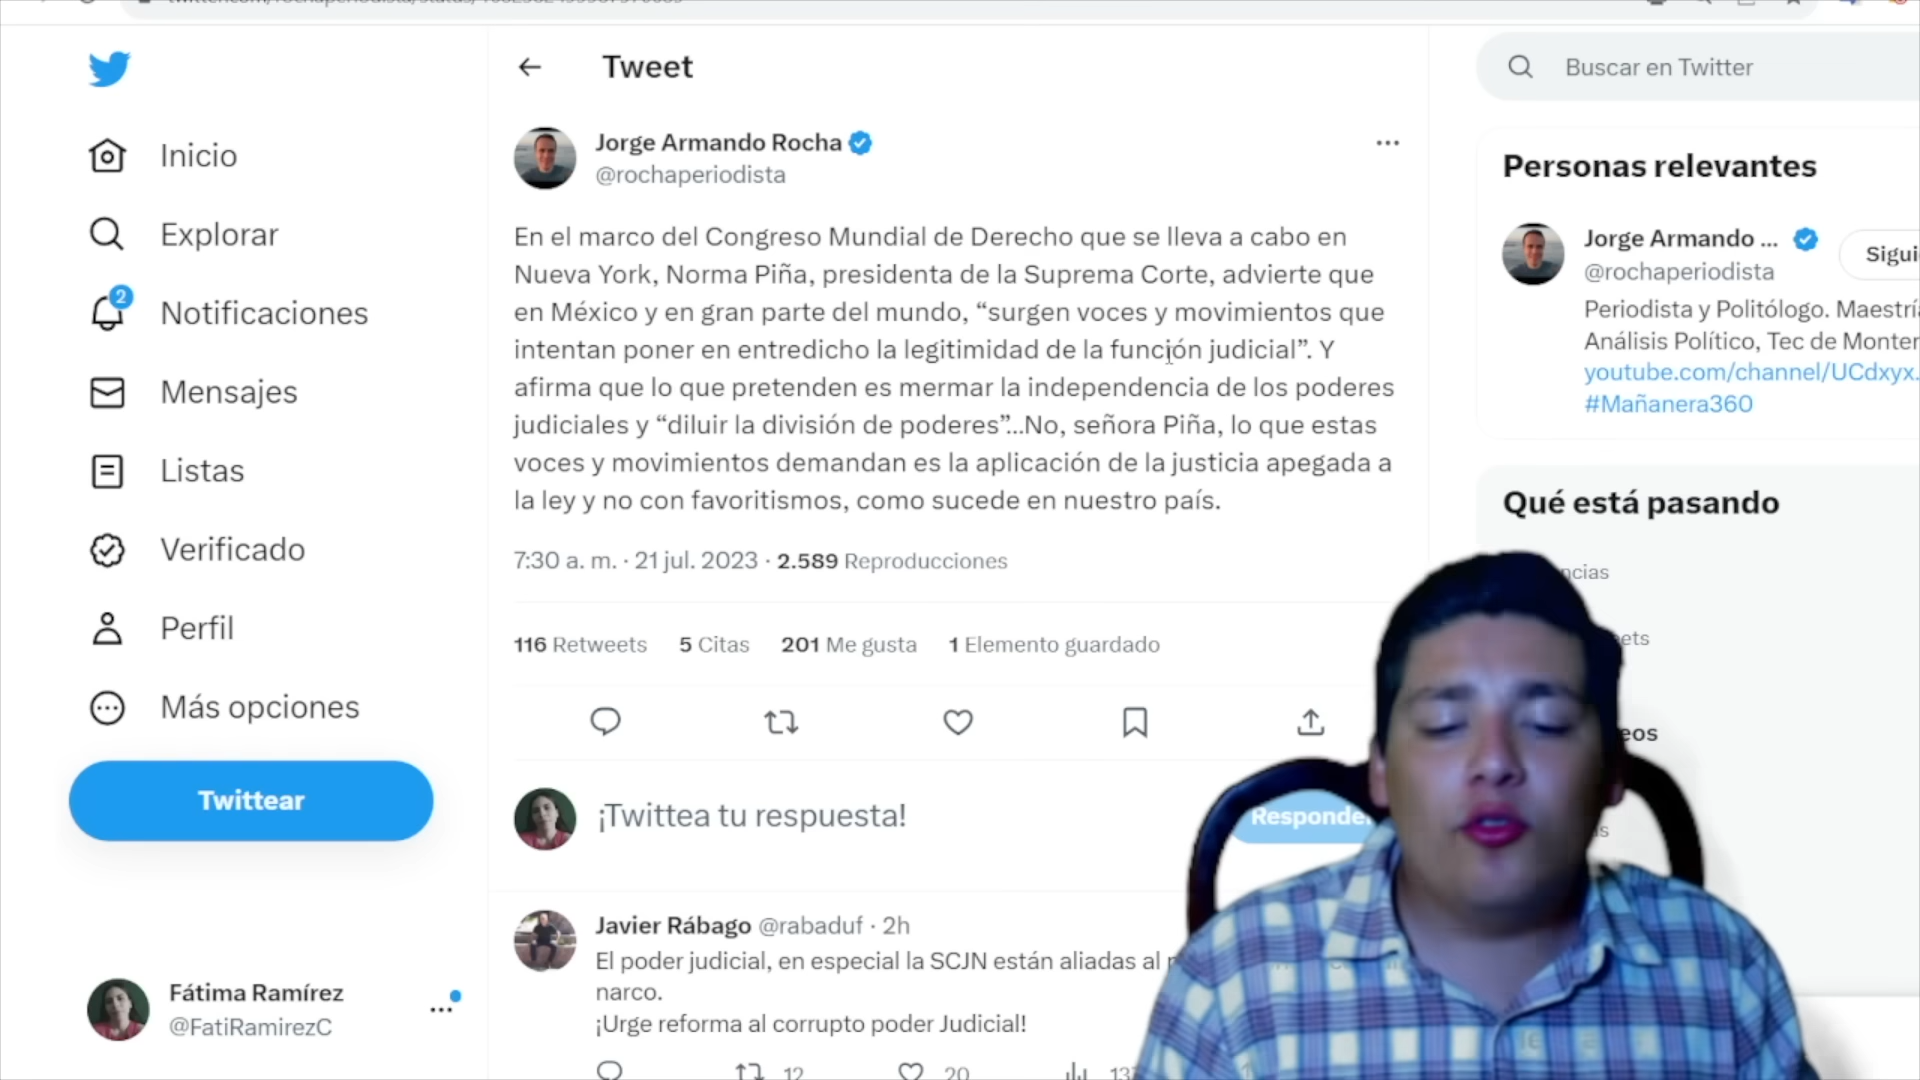 Tweet
Buscar en Twitter
Inicio
Explorar
2
Notificaciones
Mensajes
Listas
Verificado
Perfil
Más opciones
Twittear
Fátima Ramírez
@FatiRamirezC
Jorge Armando Rocha
@rochaperiodista
En el marco del Congreso Mundial de Derecho que se lleva a cabo en
Nueva York, Norma Piña, presidenta de la Suprema Corte, advierte que
en México y en gran parte del mundo, “surgen voces y movimientos que
intentan poner en entredicho la legitimidad de la función judicial”. Y
afirma que lo que pretenden es mermar la independencia de los poderes
judiciales y “diluir la división de poderes”...No, señora Piña, lo que estas
voces y movimientos demandan es la aplicación de la justicia apegada a
la ley y no con favoritismos, como sucede en nuestro país.
7:30 a. m. · 21 jul. 2023 · 2.589 Reproducciones
116 Retweets 5 Citas 201 Me gusta 1 Elemento guardado
¡Twittea tu respuesta!
Responder
Javier Rábago @rabaduf · 2h
El poder judicial, en especial la SCJN están aliadas al
narco.
¡Urge reforma al corrupto poder Judicial!
12 20
Personas relevantes
Jorge Armando ...
@rochaperiodista
Periodista y Politólogo.
Análisis Político, Tec de
youtube.com/channel/UCdxyx.
#Mañanera360
Qué está pasando